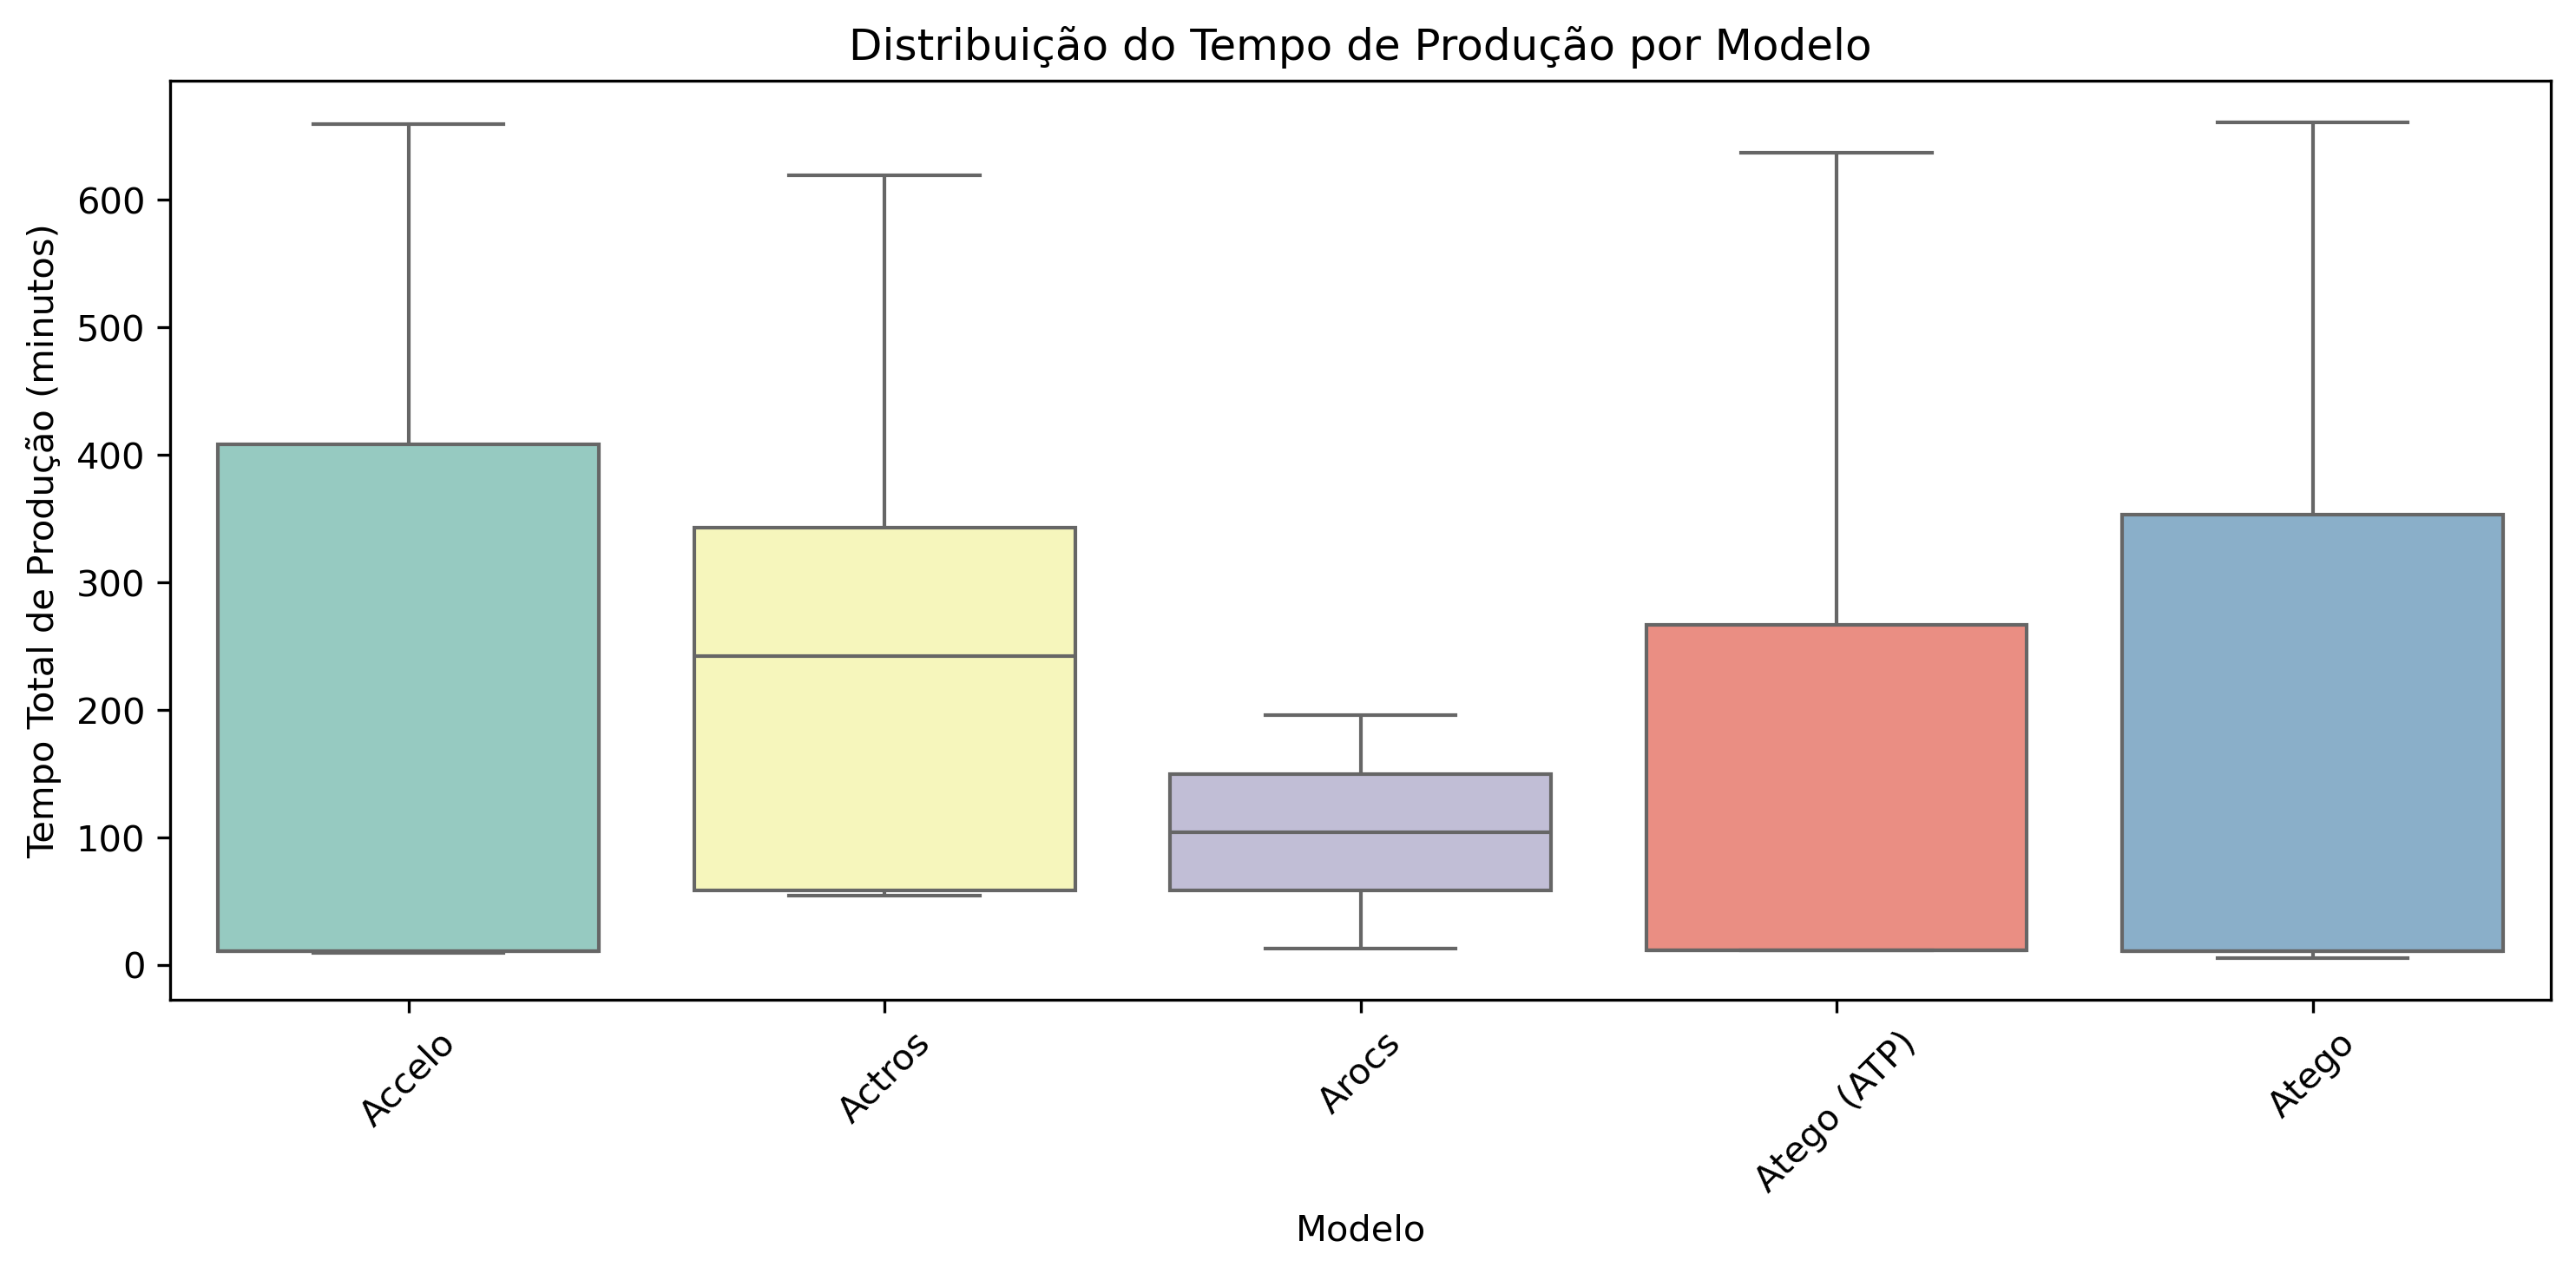 Distribuição do Tempo de Produção por Modelo
Tempo Total de Produção (minutos)
600
500
400
300
200
100
0
Accelo
Actros
Arocs
Atego (ATP)
Atego
Modelo